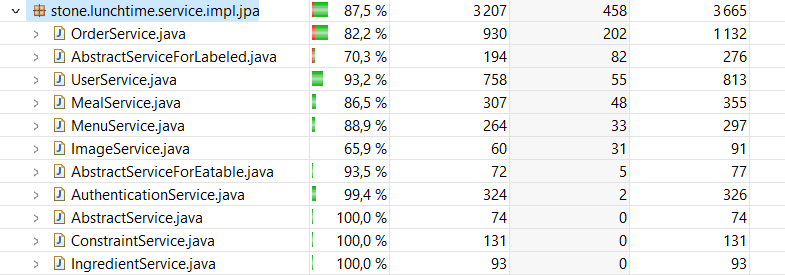 stone.lunchtime.service.impl.jpa 87,5 % 3 207 458 3 665
OrderService.java 82,2 % 930 202 1 132
AbstractServiceForLabeled.java 70,3 % 194 82 276
UserService.java 93,2 % 758 55 813
MealService.java 86,5 % 307 48 355
MenuService.java 88,9 % 264 33 297
ImageService.java 65,9 % 60 31 91
AbstractServiceForEatable.java 93,5 % 72 5 77
AuthenticationService.java 99,4 % 324 2 326
AbstractService.java 100,0 % 74 0 74
ConstraintService.java 100,0 % 131 0 131
IngredientService.java 100,0 % 93 0 93